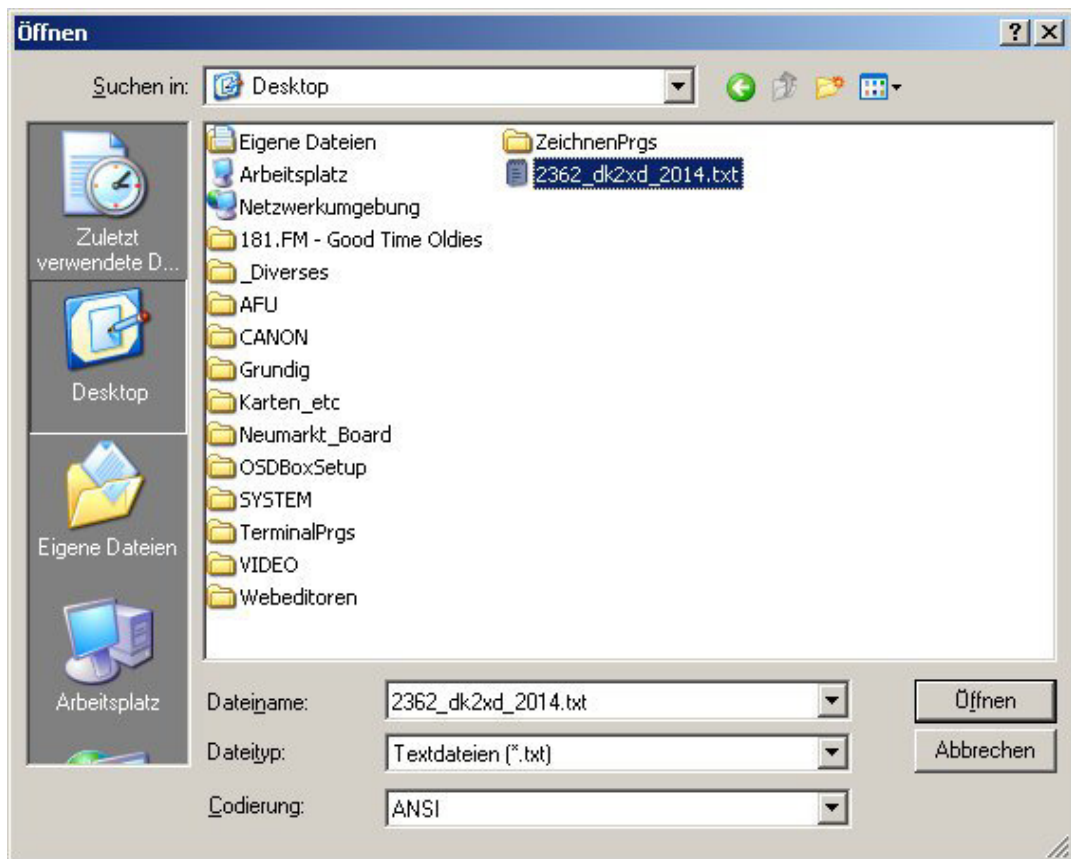 Öffnen
Suchen in: Desktop
Zuletzt
verwendete D...
Desktop
Eigene Dateien
Arbeitsplatz
Eigene Dateien
Arbeitsplatz
Netzwerkumgebung
181.FM - Good Time Oldies
_Diverses
AFU
CANON
Grundig
Karten_etc
Neumarkt_Board
OSDBoxSetup
SYSTEM
TerminalPrgs
VIDEO
Webeditoren
ZeichnenPrgs
2362_dk2xd_2014.txt
Dateiname: 2362_dk2xd_2014.txt Öffnen
Dateityp: Textdateien (*.txt) Abbrechen
Codierung: ANSI